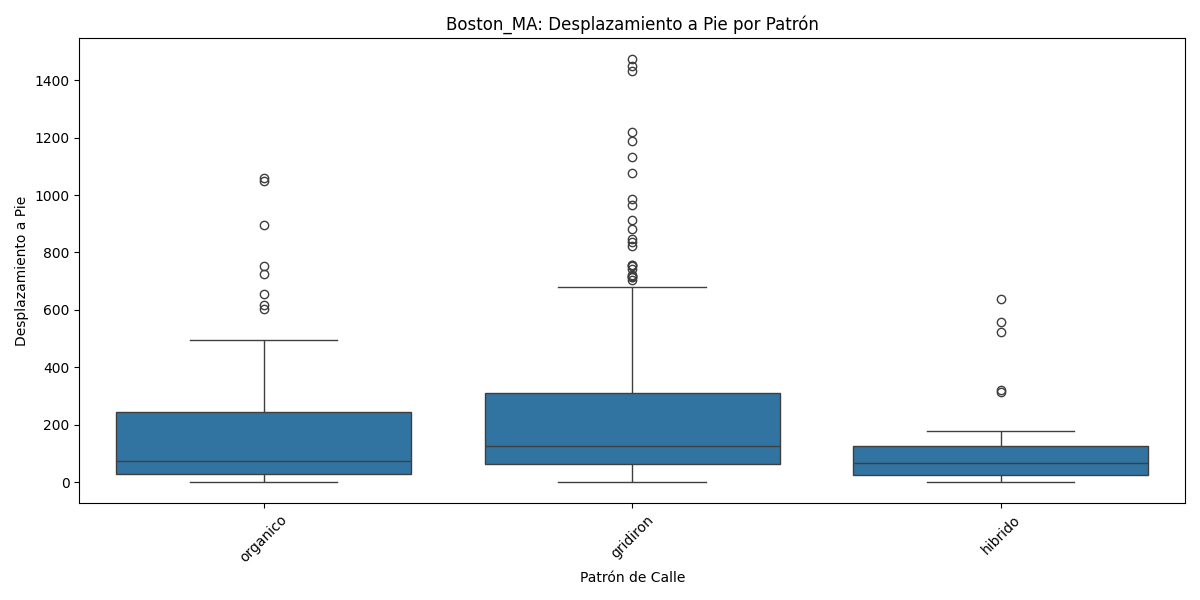 Boston_MA: Desplazamiento a Pie por Patrón
Desplazamiento a Pie
1400
1200
1000
800
600
400
200
0
organico
gridiron
hibrido
Patrón de Calle